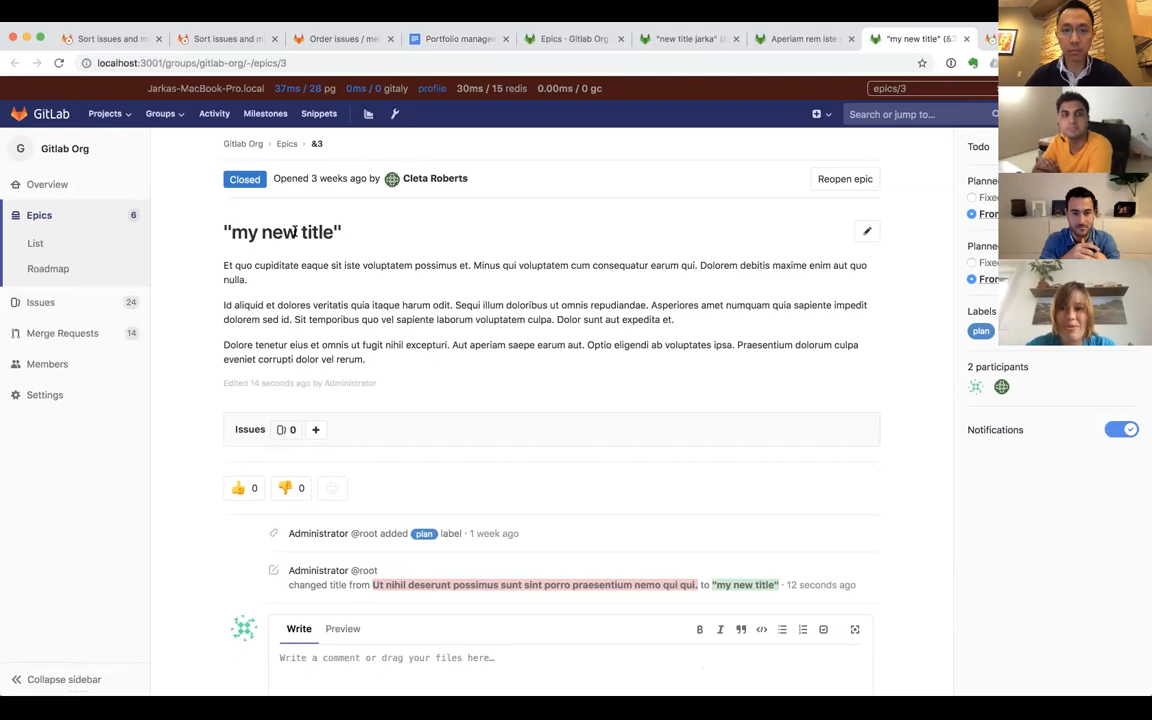 Sort issues and m
Sort issues and m
Order issues / me
Portfolio manage
Epics · Gitlab Org
"new title jarka" (
Aperiam rem iste
"my new title" (&3
localhost:3001/groups/gitlab-org/-/epics/3
Jarkas-MacBook-Pro.local 37ms / 28 pg 0ms / 0 gitaly profile 30ms / 15 redis 0.00ms / 0 gc epics/3
GitLab Projects Groups Activity Milestones Snippets Search or jump to...
G Gitlab Org
Overview
Epics 6
List
Roadmap
Issues 24
Merge Requests 14
Members
Settings
Collapse sidebar
Gitlab Org Epics &3
Closed Opened 3 weeks ago by Cleta Roberts Reopen epic
"my new title"
Et quo cupiditate eaque sit iste voluptatem possimus et. Minus qui voluptatem cum consequatur earum qui. Dolorem debitis maxime enim aut quo
nulla.
Id aliquid et dolores veritatis quia itaque harum odit. Sequi illum doloribus ut omnis repudiandae. Asperiores amet numquam quia sapiente impedit
dolorem sed id. Sit temporibus quo vel sapiente laborum voluptatem culpa. Dolor sunt aut expedita et.
Dolore tenetur eius et omnis ut fugit nihil excepturi. Aut aperiam saepe earum aut. Optio eligendi ab voluptates ipsa. Praesentium dolorum culpa
eveniet corrupti dolor vel rerum.
Edited 14 seconds ago by Administrator
Issues 0 +
0 0
Administrator @root added plan label · 1 week ago
Administrator @root
changed title from Ut nihil deserunt possimus sunt sint porro praesentium nemo qui qui. to "my new title" · 12 seconds ago
Write Preview
B I
Write a comment or drag your files here...
Todo
Planne
Fixe
Fron
Planne
Fixe
Fron
Labels
plan
2 participants
Notifications